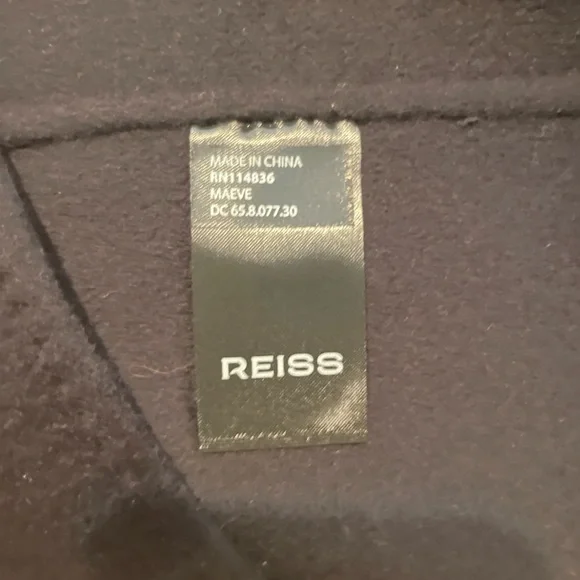 MADE IN CHINA
RN114836
MAEVE
DC 65.8.077.30
REISS